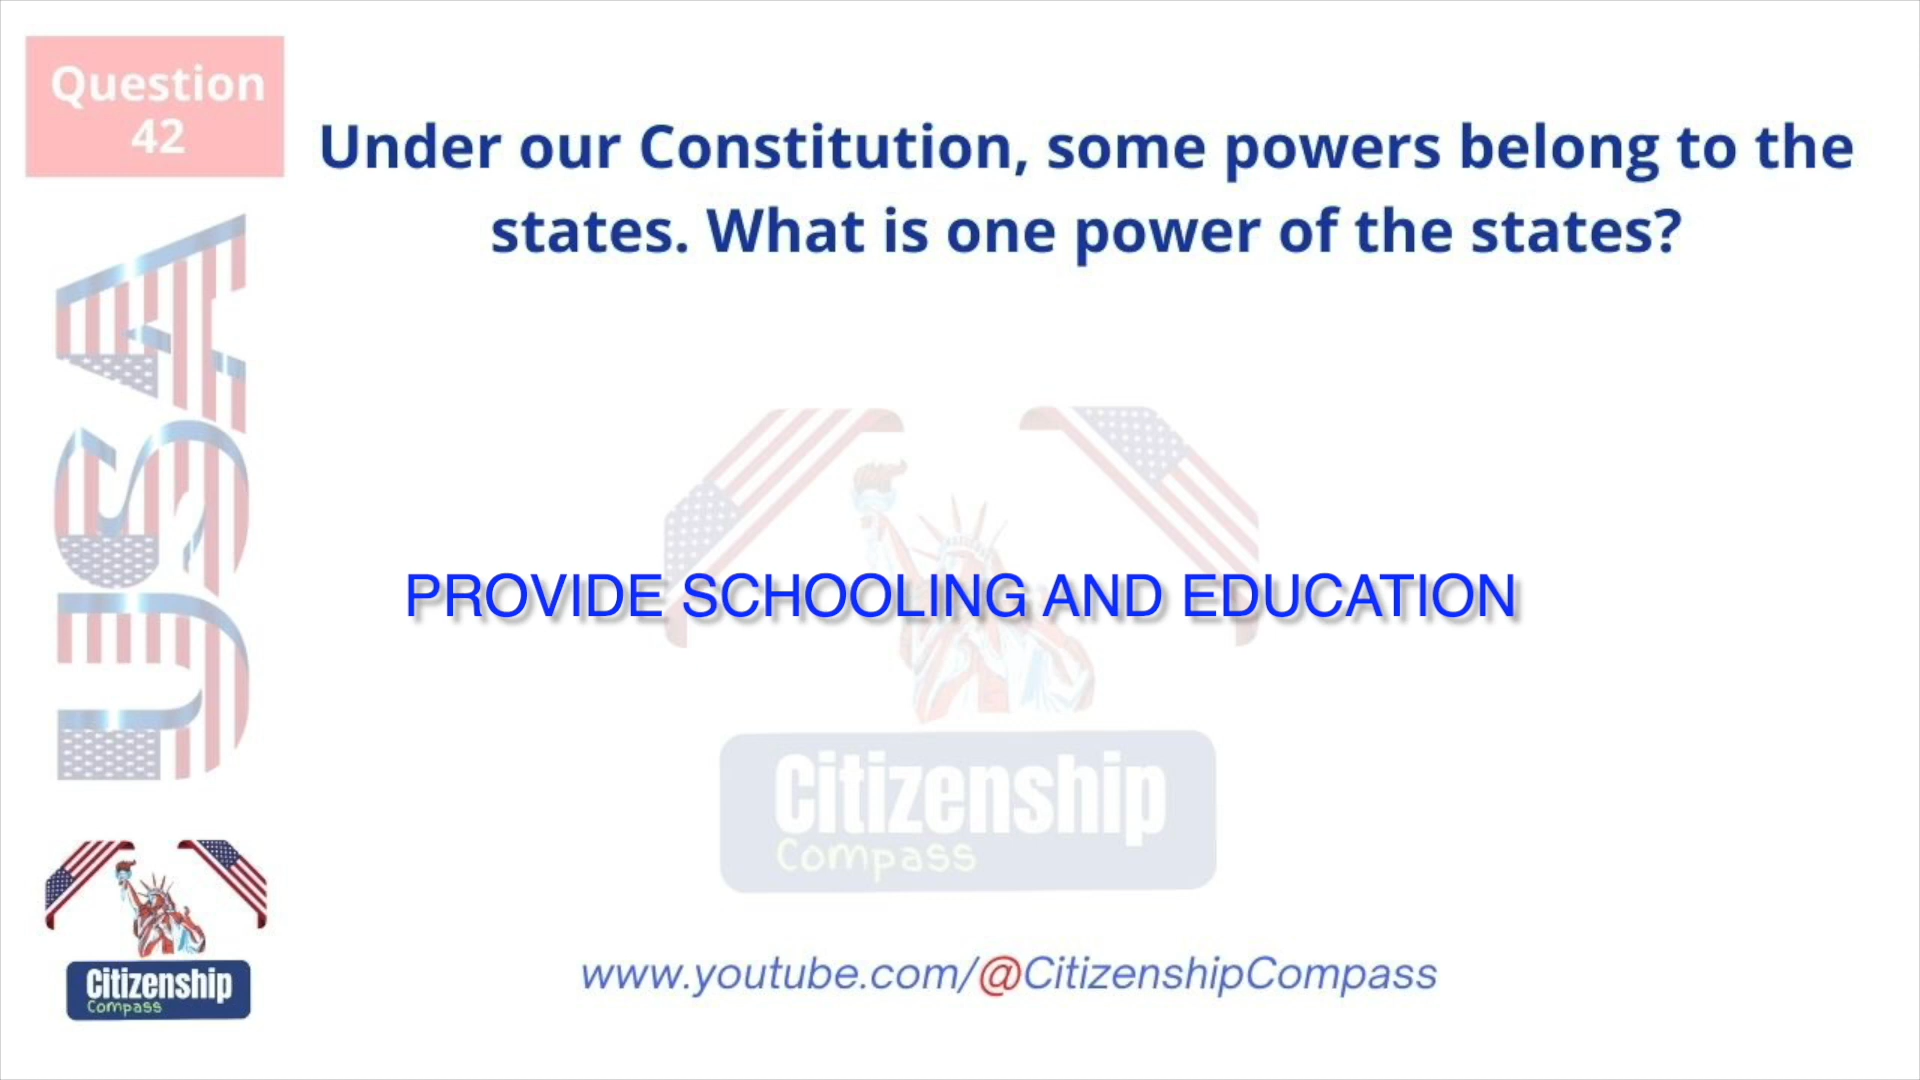 Question
42
Under our Constitution, some powers belong to the
states. What is one power of the states?
USA
PROVIDE SCHOOLING AND EDUCATION
Citizenship
Compass
Citizenship
Compass
www.youtube.com/@CitizenshipCompass